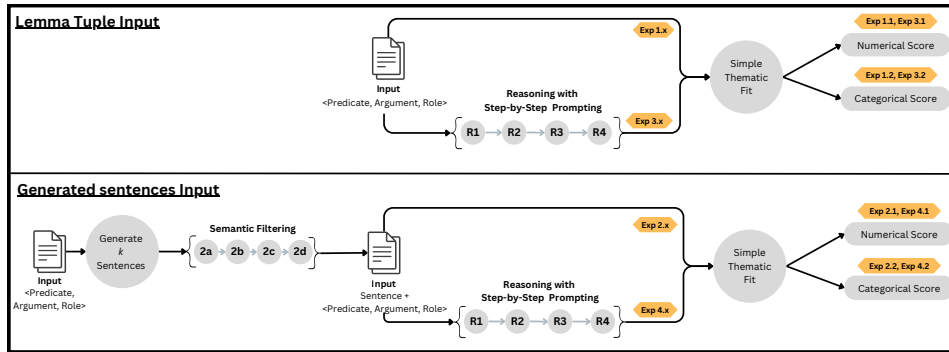 Lemma Tuple Input
Exp 1.x
Input
<Predicate, Argument, Role>
Reasoning with
Step-by-Step Prompting
R1
R2
R3
R4
Exp 3.x
Simple
Thematic
Fit
Exp 1.1, Exp 3.1
Numerical Score
Exp 1.2, Exp 3.2
Categorical Score
Generated sentences Input
Input
<Predicate,
Argument, Role>
Generate
k
Sentences
Semantic Filtering
2a
2b
2c
2d
Input
Sentence +
<Predicate, Argument, Role>
Exp 2.x
Reasoning with
Step-by-Step Prompting
R1
R2
R3
R4
Exp 4.x
Simple
Thematic
Fit
Exp 2.1, Exp 4.1
Numerical Score
Exp 2.2, Exp 4.2
Categorical Score